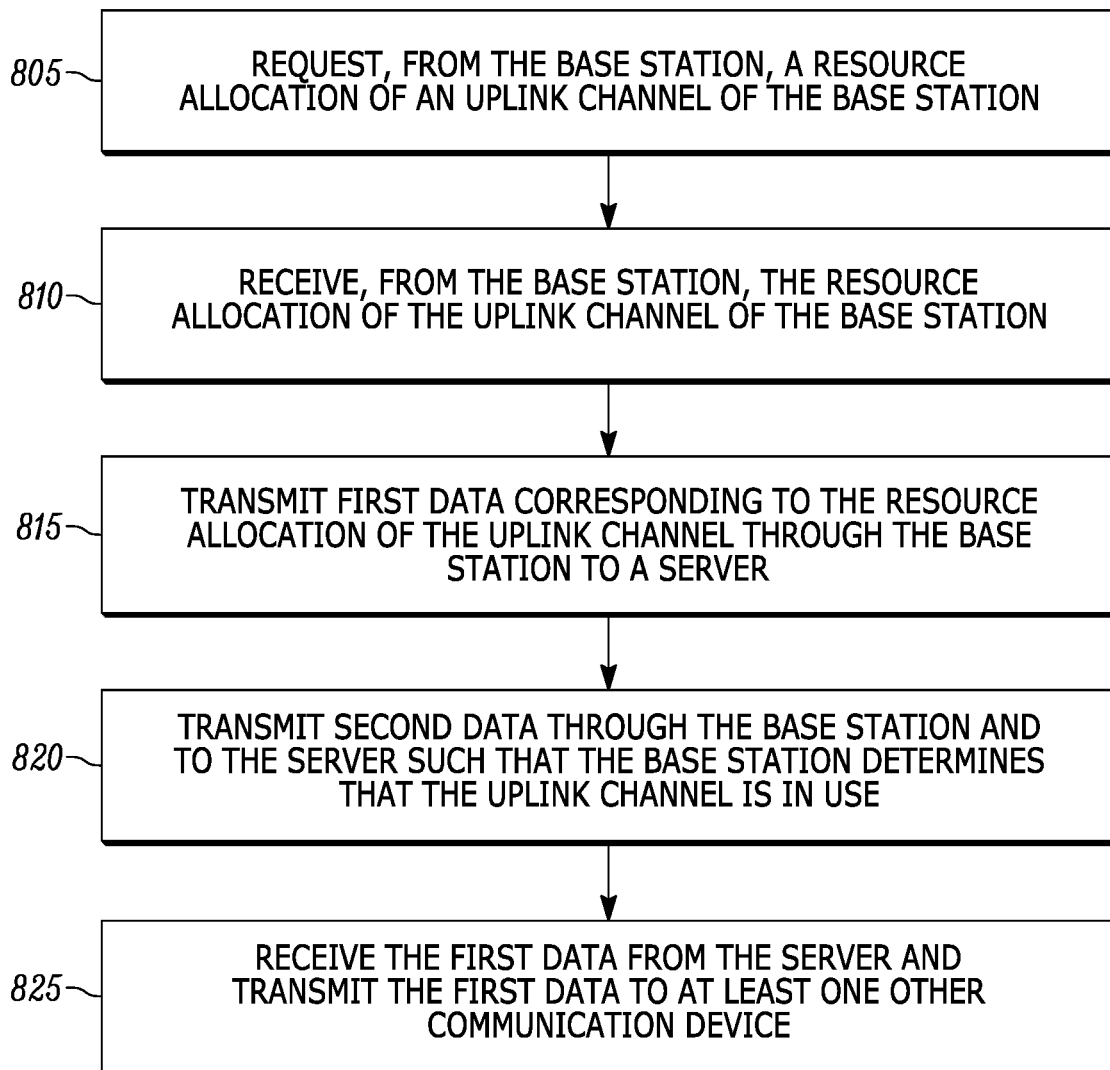 805
REQUEST, FROM THE BASE STATION, A RESOURCE
ALLOCATION OF AN UPLINK CHANNEL OF THE BASE STATION
810
RECEIVE, FROM THE BASE STATION, THE RESOURCE
ALLOCATION OF THE UPLINK CHANNEL OF THE BASE STATION
815
TRANSMIT FIRST DATA CORRESPONDING TO THE RESOURCE
ALLOCATION OF THE UPLINK CHANNEL THROUGH THE BASE
STATION TO A SERVER
820
TRANSMIT SECOND DATA THROUGH THE BASE STATION AND
TO THE SERVER SUCH THAT THE BASE STATION DETERMINES
THAT THE UPLINK CHANNEL IS IN USE
825
RECEIVE THE FIRST DATA FROM THE SERVER AND
TRANSMIT THE FIRST DATA TO AT LEAST ONE OTHER
COMMUNICATION DEVICE